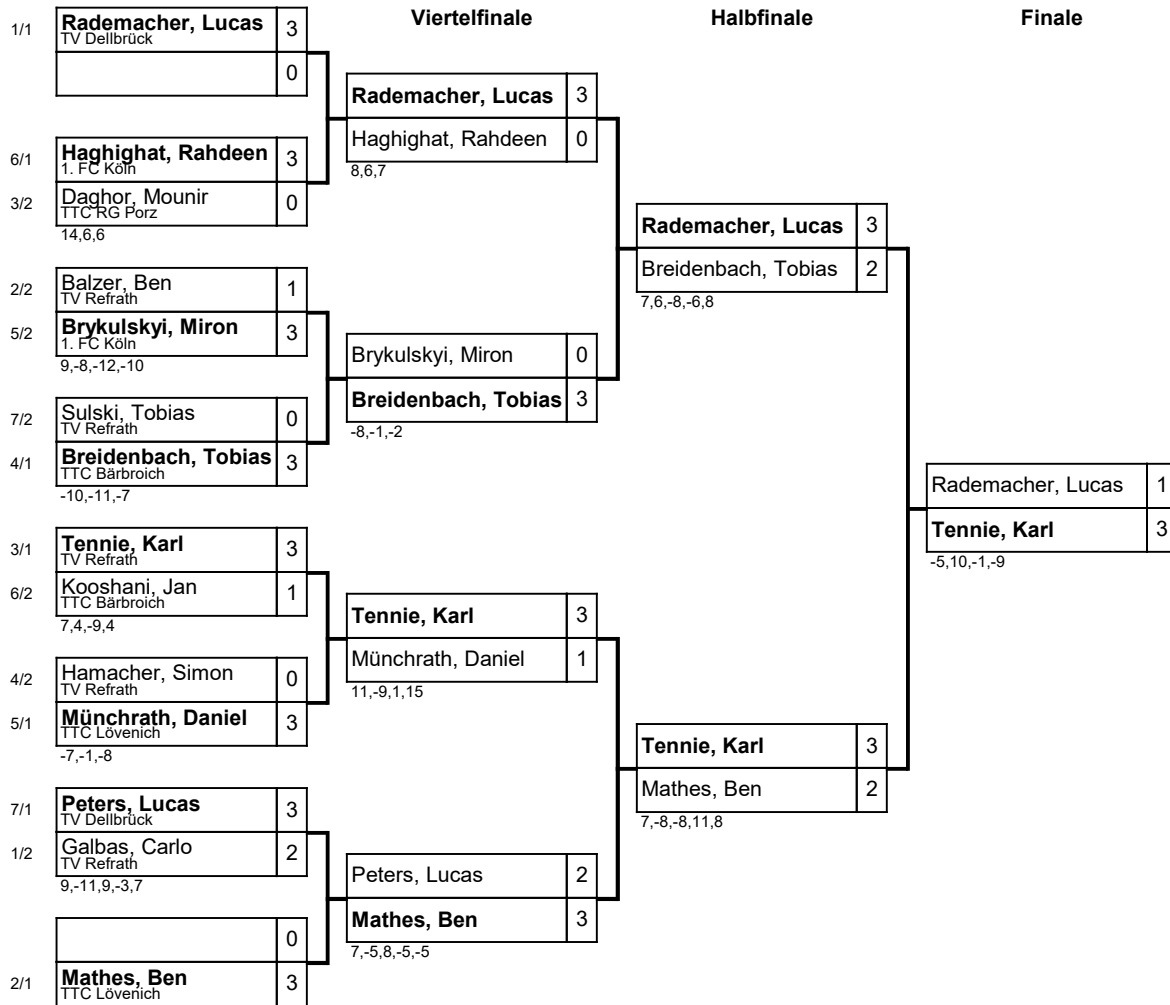 Viertelfinale Halbfinale Finale
1/1 Rademacher, Lucas 3
TV Dellbrück
0
6/1 Haghighat, Rahdeen 3
1. FC Köln
3/2 Daghor, Mounir 0
TTC RG Porz
14,6,6
2/2 Balzer, Ben 1
TV Refrath
5/2 Brykulskyi, Miron 3
1. FC Köln
9,-8,-12,-10
7/2 Sulski, Tobias 0
TV Refrath
4/1 Breidenbach, Tobias 3
TTC Bärbroich
-10,-11,-7
3/1 Tennie, Karl 3
TV Refrath
6/2 Kooshani, Jan 1
TTC Bärbroich
7,4,-9,4
4/2 Hamacher, Simon 0
TV Refrath
5/1 Münchrath, Daniel 3
TTC Lövenich
-7,-1,-8
7/1 Peters, Lucas 3
TV Dellbrück
1/2 Galbas, Carlo 2
TV Refrath
9,-11,9,-3,7
0
2/1 Mathes, Ben 3
TTC Lövenich
Rademacher, Lucas 3
Haghighat, Rahdeen 0
8,6,7
Brykulskyi, Miron 0
Breidenbach, Tobias 3
-8,-1,-2
Tennie, Karl 3
Münchrath, Daniel 1
11,-9,1,15
Peters, Lucas 2
Mathes, Ben 3
7,-5,8,-5,-5
Rademacher, Lucas 3
Breidenbach, Tobias 2
7,6,-8,-6,8
Tennie, Karl 3
Mathes, Ben 2
7,-8,-8,11,8
Rademacher, Lucas 1
Tennie, Karl 3
-5,10,-1,-9